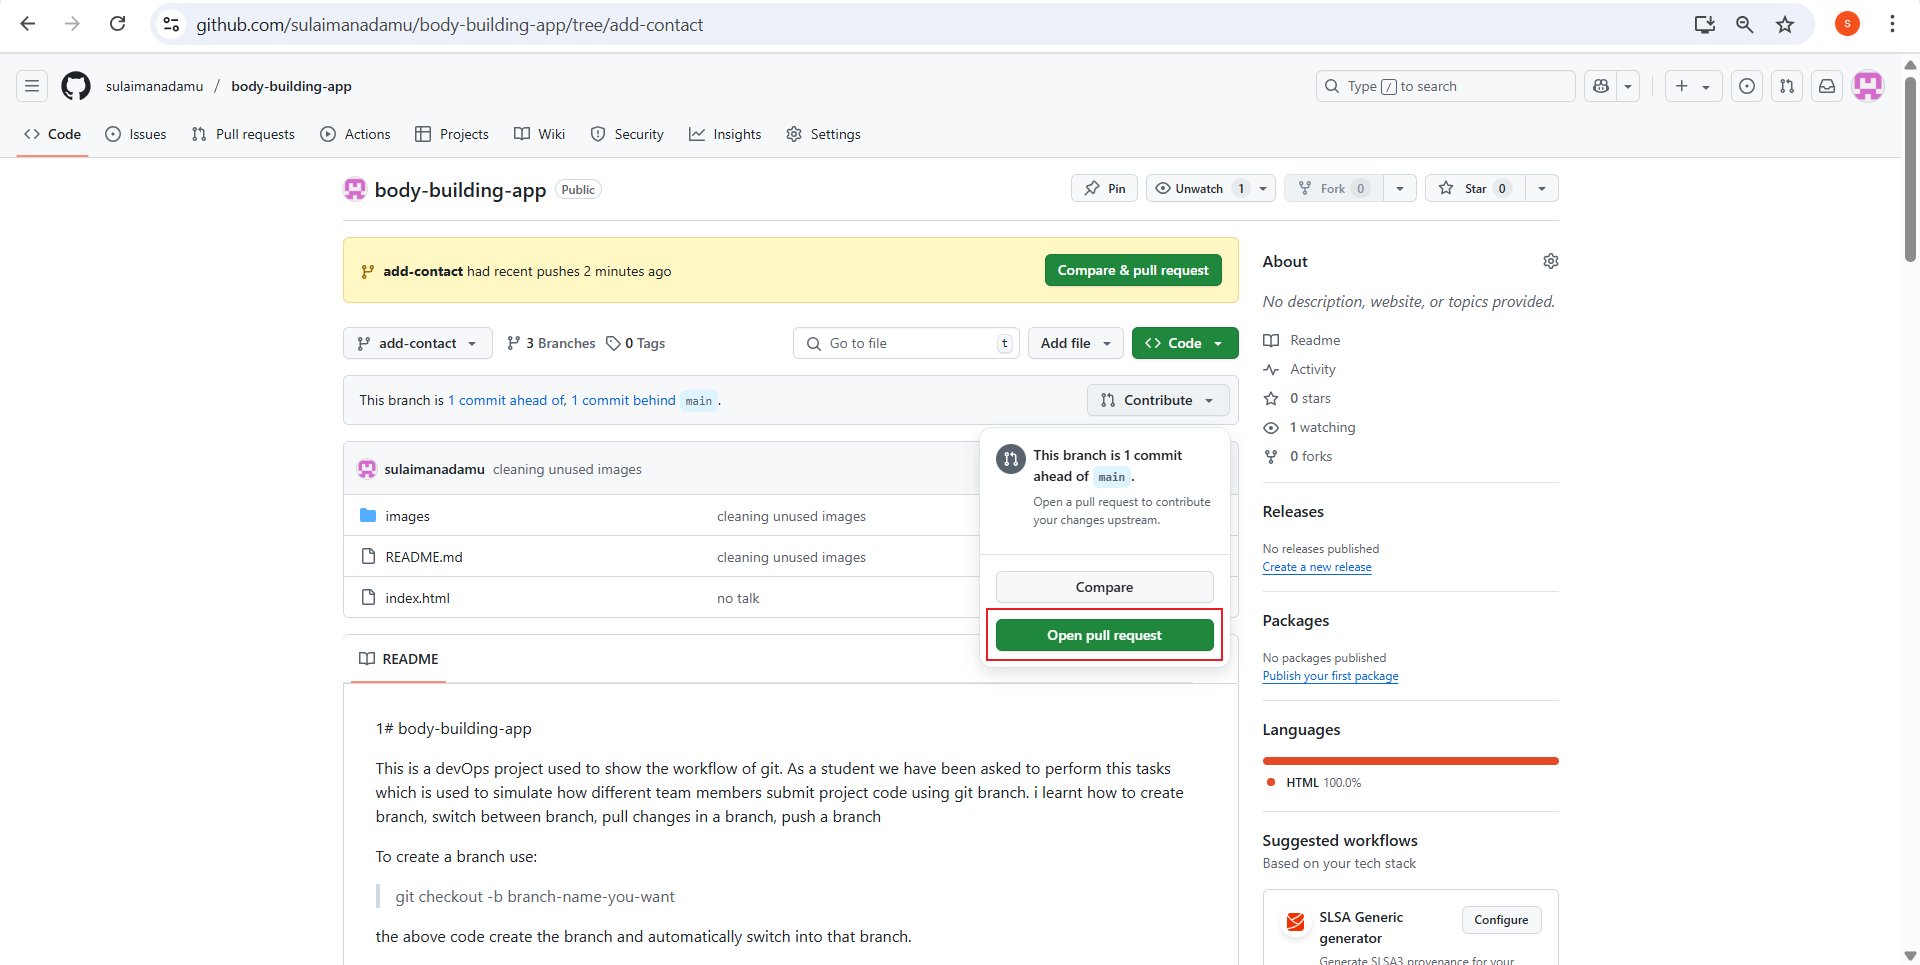 github.com/sulaimanadamu/body-building-app/tree/add-contact
S
sulaimanadamu / body-building-app
Type / to search
Code
Issues
Pull requests
Actions
Projects
Wiki
Security
Insights
Settings
body-building-app Public
Pin
Unwatch 1
Fork 0
Star 0
add-contact had recent pushes 2 minutes ago
Compare & pull request
add-contact
3 Branches
0 Tags
Go to file t
Add file
<> Code
This branch is 1 commit ahead of, 1 commit behind main .
Contribute
This branch is 1 commit
ahead of main .
Open a pull request to contribute
your changes upstream.
Compare
Open pull request
sulaimanadamu cleaning unused images
images cleaning unused images
README.md cleaning unused images
index.html no talk
README
1# body-building-app
This is a devOps project used to show the workflow of git. As a student we have been asked to perform this tasks
which is used to simulate how different team members submit project code using git branch. i learnt how to create
branch, switch between branch, pull changes in a branch, push a branch
To create a branch use:
git checkout -b branch-name-you-want
the above code create the branch and automatically switch into that branch.
About
No description, website, or topics provided.
Readme
Activity
0 stars
1 watching
0 forks
Releases
No releases published
Create a new release
Packages
No packages published
Publish your first package
Languages
HTML 100.0%
Suggested workflows
Based on your tech stack
SLSA Generic
generator
Configure
Generate SLSA3 provenance for your